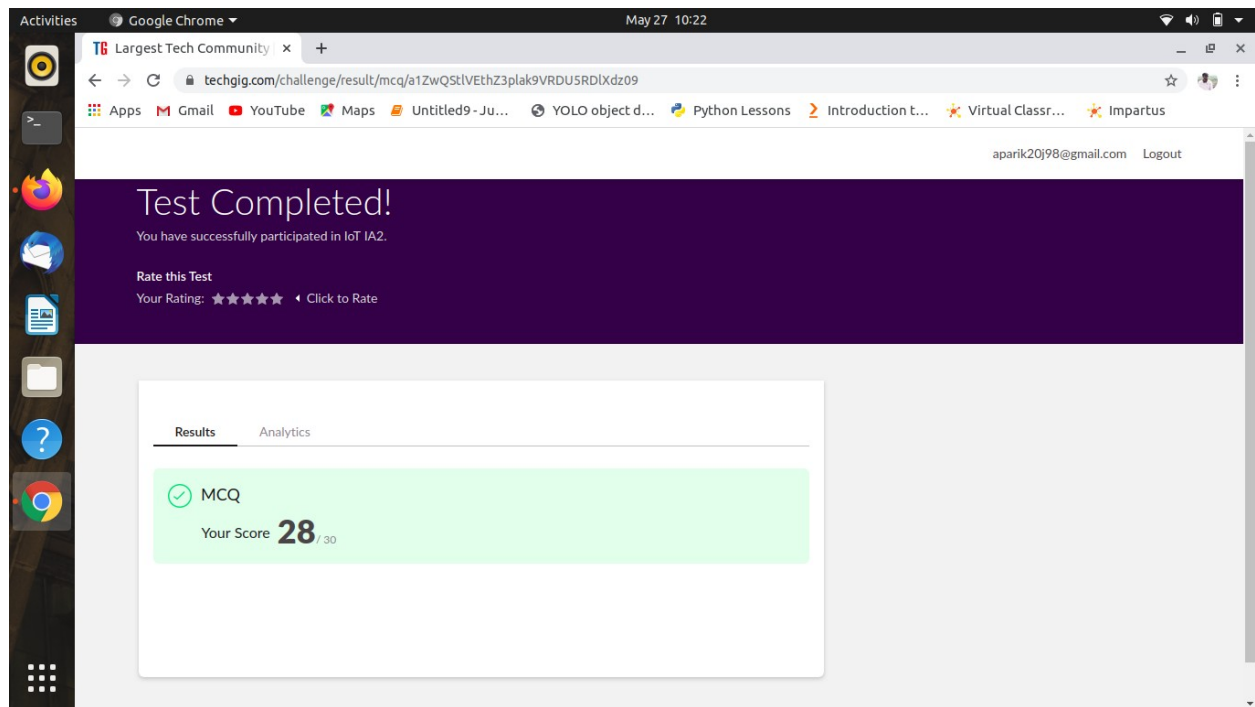 Activities Google Chrome May 27 10:22
TG Largest Tech Community
techgig.com/challenge/result/mcq/a1ZwQStlVEthZ3plak9VRDU5RDlXdz09
Apps Gmail YouTube Maps Untitled9 - Ju... YOLO object d... Python Lessons Introduction t... Virtual Classr... Impartus
aparik20j98@gmail.com Logout
Test Completed!
You have successfully participated in IoT IA2.
Rate this Test
Your Rating: Click to Rate
Results Analytics
MCQ
Your Score 28 / 30